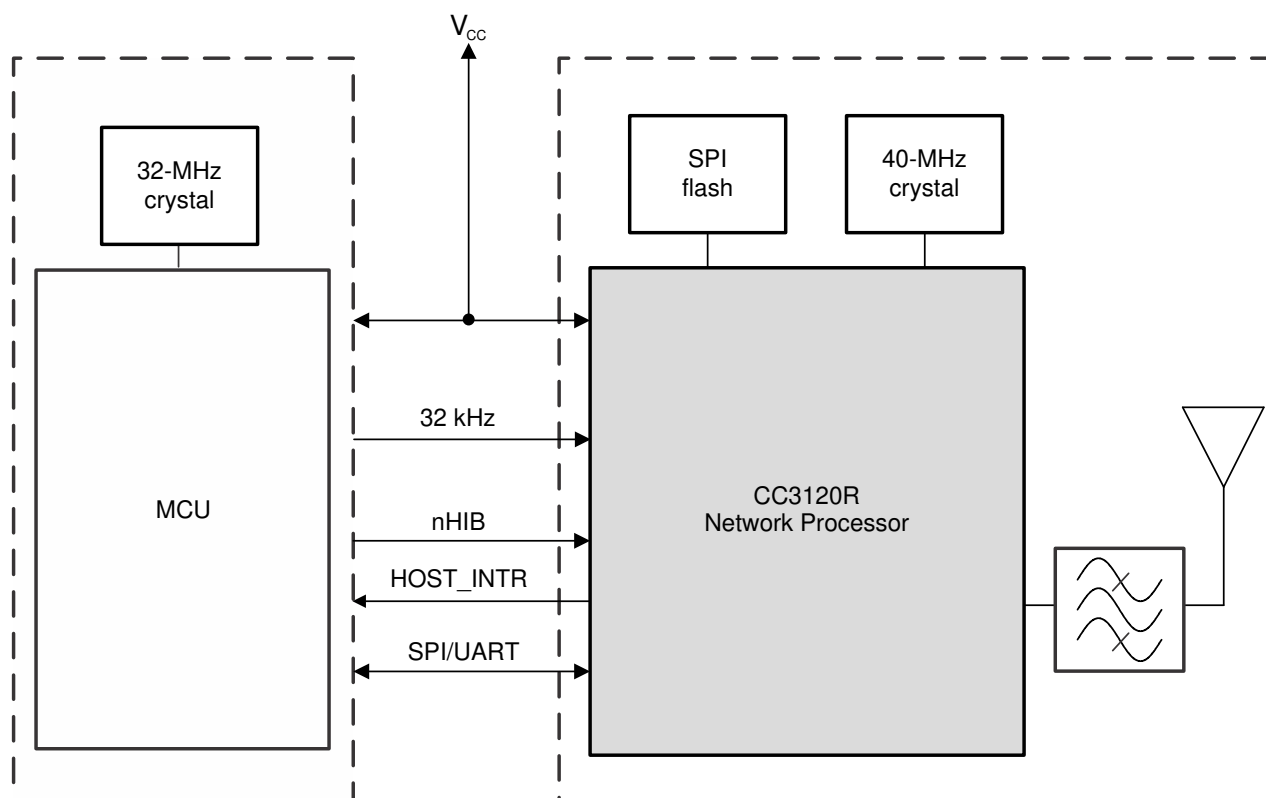 VCC
32-MHz
crystal
SPI
flash
40-MHz
crystal
32 kHz
MCU
CC3120R
Network Processor
nHIB
HOST_INTR
SPI/UART